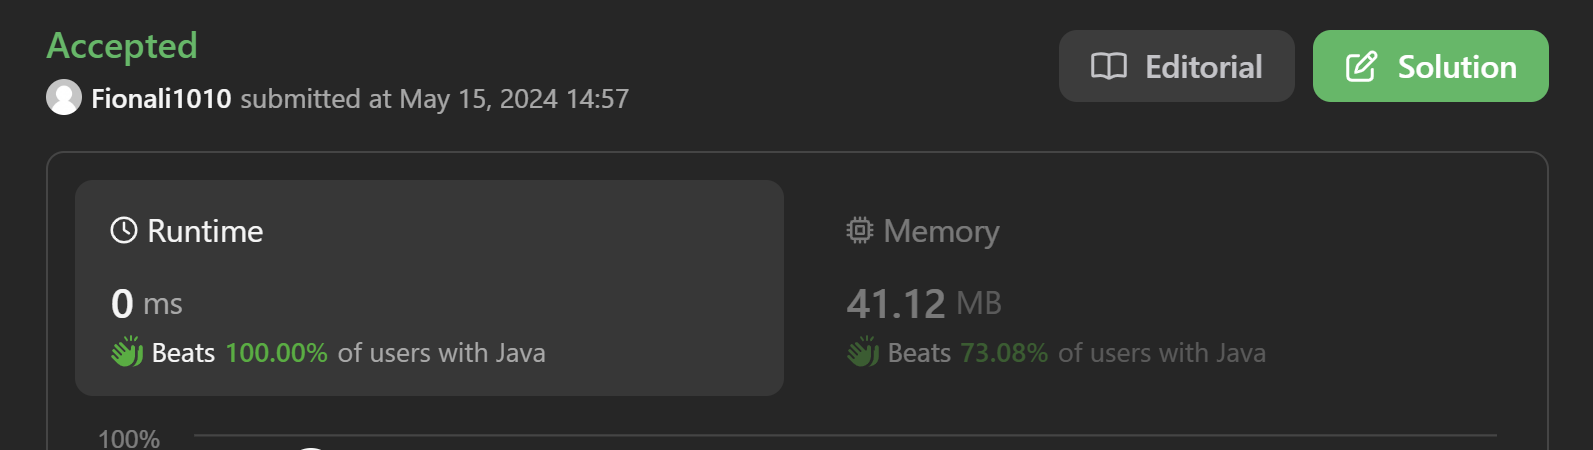 Accepted
Editorial
Solution
Fionali1010 submitted at May 15, 2024 14:57
Runtime
0 ms
Beats 100.00% of users with Java
Memory
41.12 MB
Beats 73.08% of users with Java
100%